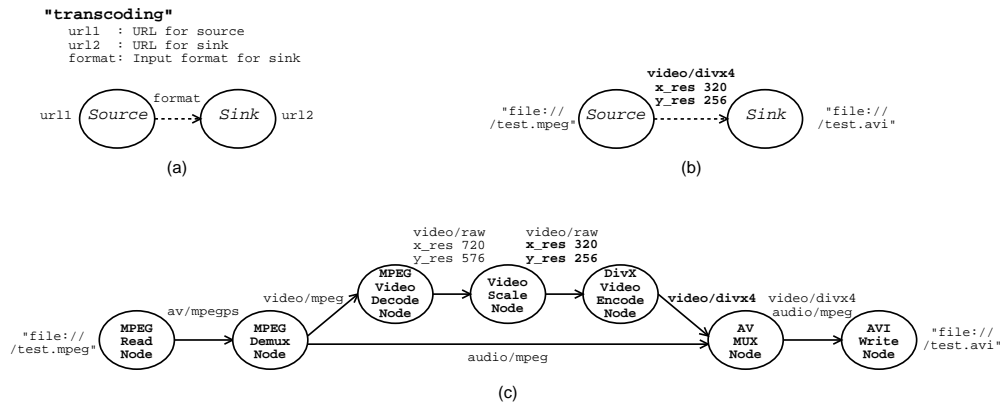 "transcoding"
url1 : URL for source
url2 : URL for sink
format: Input format for sink
url1
Source
format
Sink
url2
(a)
"file://
/test.mpeg"
Source
video/divx4
x_res 320
y_res 256
Sink
"file://
/test.avi"
(b)
"file://
/test.mpeg"
MPEG
Read
Node
av/mpegps
MPEG
Demux
Node
video/mpeg
MPEG
Video
Decode
Node
video/raw
x_res 720
y_res 576
Video
Scale
Node
video/raw
x_res 320
y_res 256
DivX
Video
Encode
Node
video/divx4
audio/mpeg
AV
MUX
Node
video/divx4
audio/mpeg
AVI
Write
Node
"file://
/test.avi"
(c)